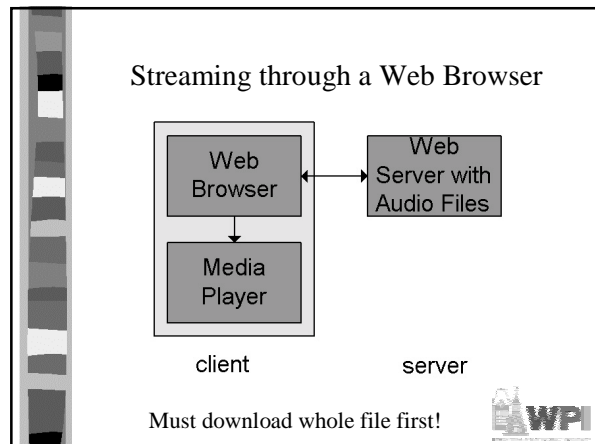 Streaming through a Web Browser
Web
Browser
Web
Server with
Audio Files
Media
Player
client
server
Must download whole file first!
WPI